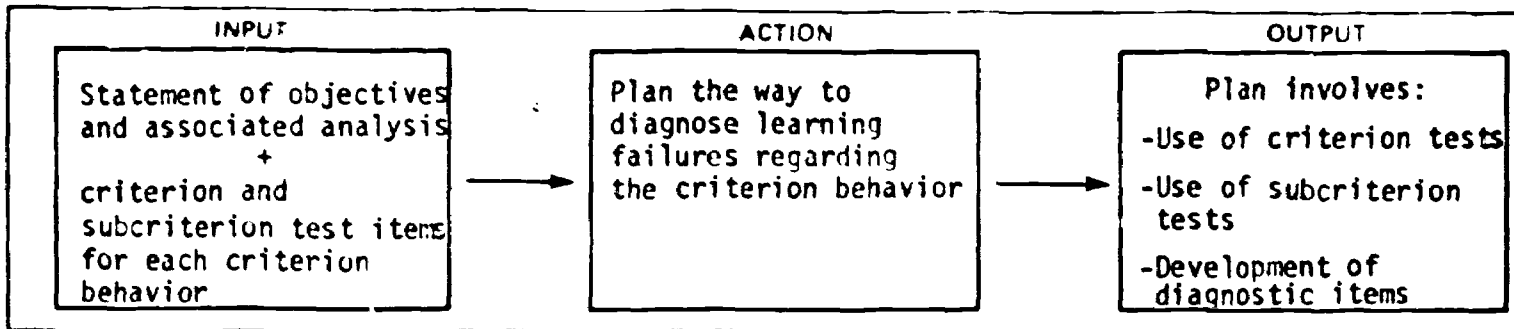 INPUT
Statement of objectives
and associated analysis
+
criterion and
subcriterion test items
for each criterion
behavior
ACTION
Plan the way to
diagnose learning
failures regarding
the criterion behavior
OUTPUT
Plan involves:
-Use of criterion tests
-Use of subcriterion
tests
-Development of
diagnostic items